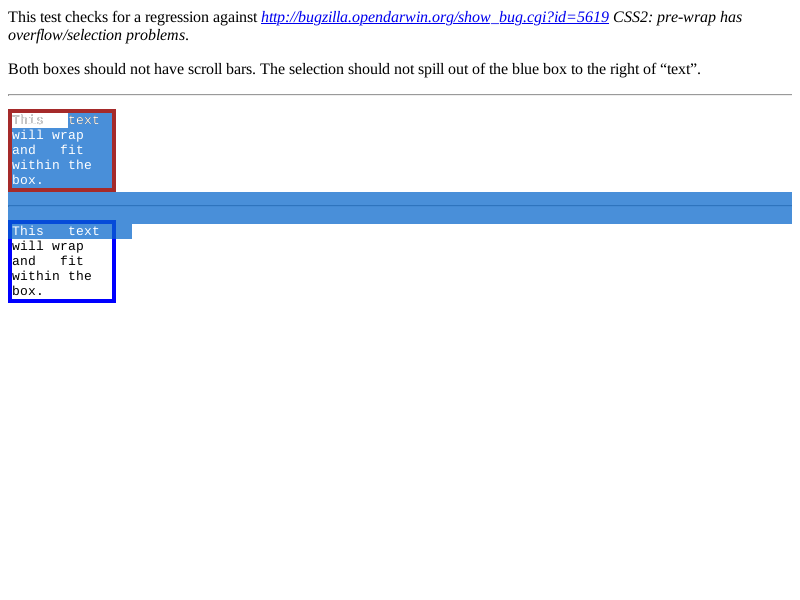 This test checks for a regression against http://bugzilla.opendarwin.org/show_bug.cgi?id=5619 CSS2: pre-wrap has
overflow/selection problems.
Both boxes should not have scroll bars. The selection should not spill out of the blue box to the right of “text”.
This   text
will wrap
and   fit
within the
box.
This   text
will wrap
and   fit
within the
box.